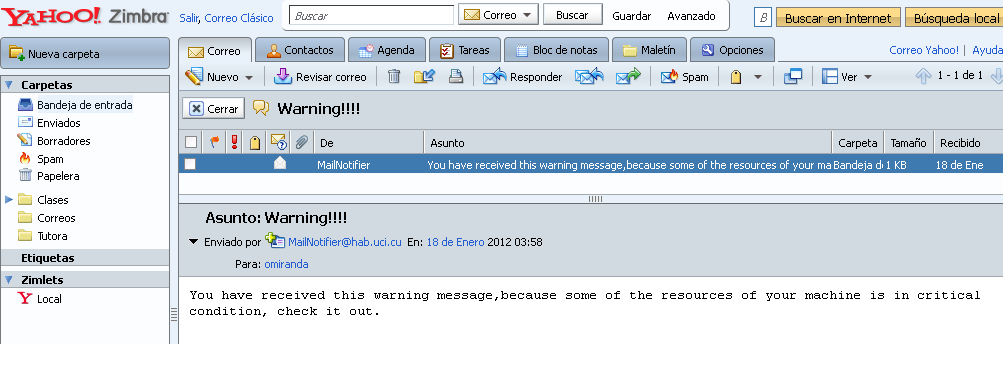 YAHOO! Zimbra
Salir, Correo Clásico
Buscar
Correo
Buscar
Guardar
Avanzado
B
Buscar en Internet
Búsqueda local
Nueva carpeta
Correo
Contactos
Agenda
Tareas
Bloc de notas
Maletín
Opciones
Correo Yahoo! | Ayuda
Nuevo
Revisar correo
Responder
Spam
Ver
1 - 1 de 1
Carpetas
Bandeja de entrada
Enviados
Borradores
Spam
Papelera
Clases
Correos
Tutora
Etiquetas
Zimlets
Local
Cerrar
Warning!!!!
De
Asunto
Carpeta
Tamaño
Recibido
MailNotifier
You have received this warning message,because some of the resources of your ma
Bandeja de
1 KB
18 de Ene
Asunto: Warning!!!!
Enviado por MailNotifier@hab.uci.cu En: 18 de Enero 2012 03:58
Para: omiranda
You have received this warning message,because some of the resources of your machine is in critical
condition, check it out.